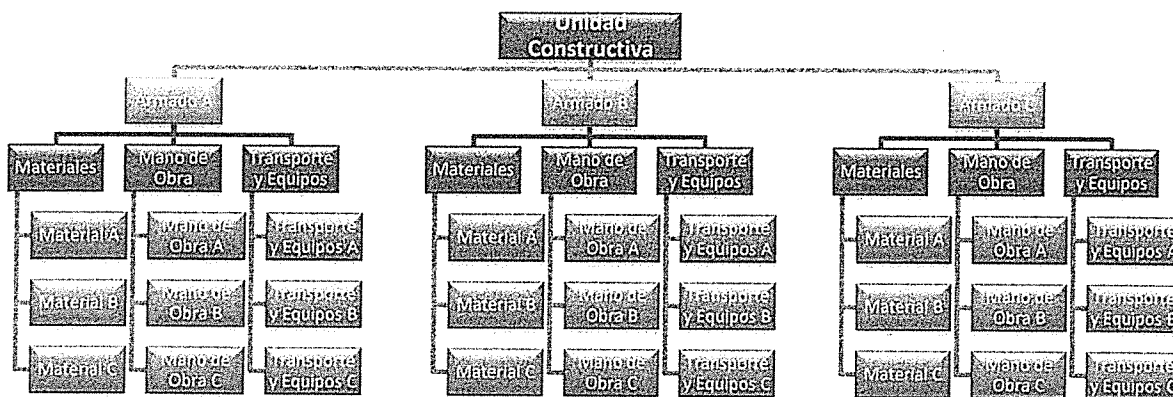 Unidad
Constructiva
Armado A
Armado B
Armado C
Materiales
Mano de
Obra
Transporte
y Equipos
Materiales
Mano de
Obra
Transporte
y Equipos
Materiales
Mano de
Obra
Transporte
y Equipos
Material A
Mano de
Obra A
Transporte
y Equipos A
Material A
Mano de
Obra A
Transporte
y Equipos A
Material A
Mano de
Obra A
Transporte
y Equipos A
Material B
Mano de
Obra B
Transporte
y Equipos B
Material B
Mano de
Obra B
Transporte
y Equipos B
Material B
Mano de
Obra B
Transporte
y Equipos B
Material C
Mano de
Obra C
Transporte
y Equipos C
Material C
Mano de
Obra C
Transporte
y Equipos C
Material C
Mano de
Obra C
Transporte
y Equipos C